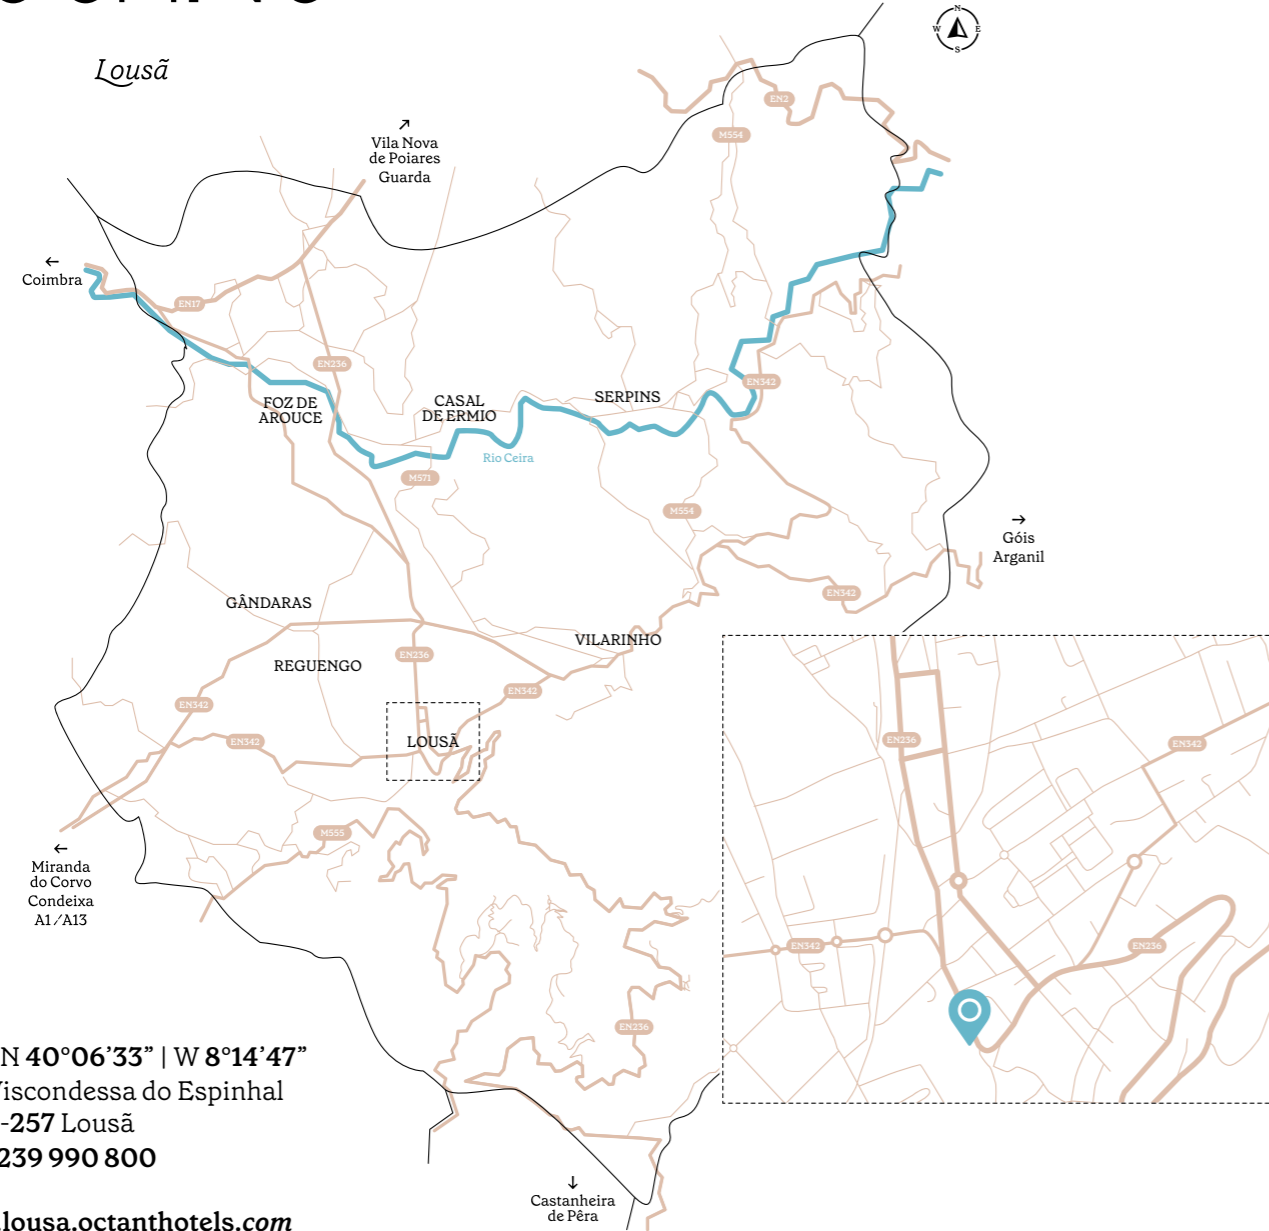 Lousã
N
W
E
S
↗
Vila Nova
de Poiares
Guarda
EN2
M554
←
Coimbra
EN17
EN236
FOZ DE
AROUCE
CASAL
DE ERMIO
SERPINS
EN342
Rio Ceira
M571
M554
→
Góis
Arganil
EN342
GÂNDARAS
VILARINHO
REGUENGO
EN236
EN342
EN342
EN342
LOUSÃ
EN236
EN342
M555
←
Miranda
do Corvo
Condeixa
A1/A13
EN342
EN236
EN236
N 40°06’33” | W 8°14’47”
Viscondessa do Espinhal
-257 Lousã
239 990 800
lousa.octanthotels.com
↓
Castanheira
de Pêra